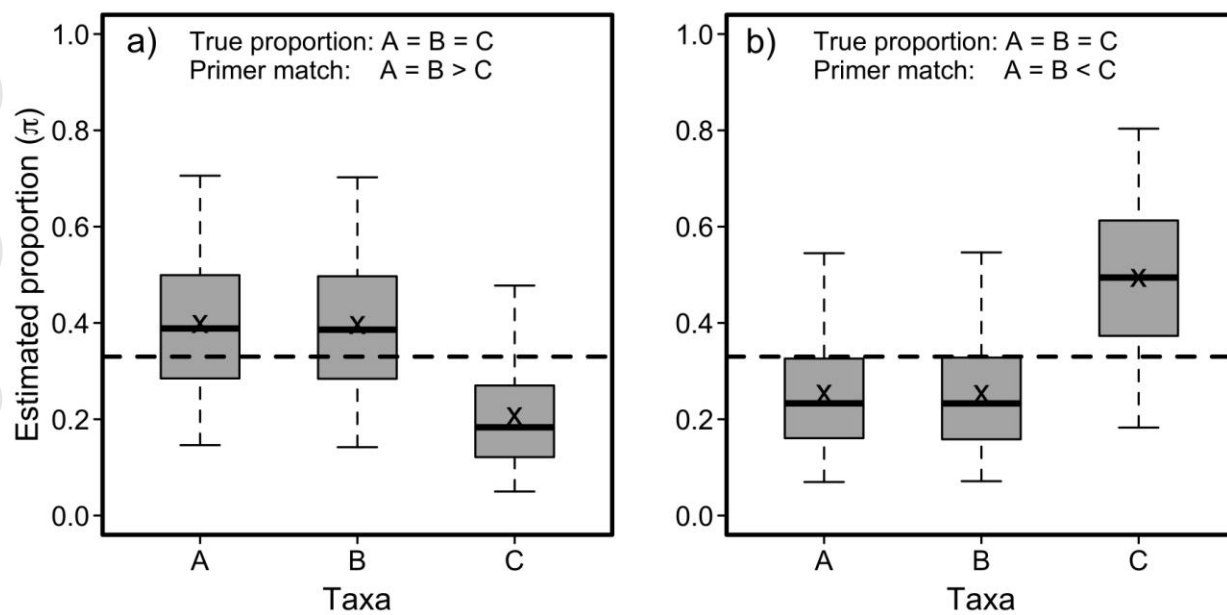 a) True proportion: A = B = C
Primer match: A = B > C
Estimated proportion (π)
1.0
0.8
0.6
0.4
0.2
0.0
x
x
x
A B C
Taxa
b) True proportion: A = B = C
Primer match: A = B < C
1.0
0.8
0.6
0.4
0.2
0.0
x
x
x
A B C
Taxa